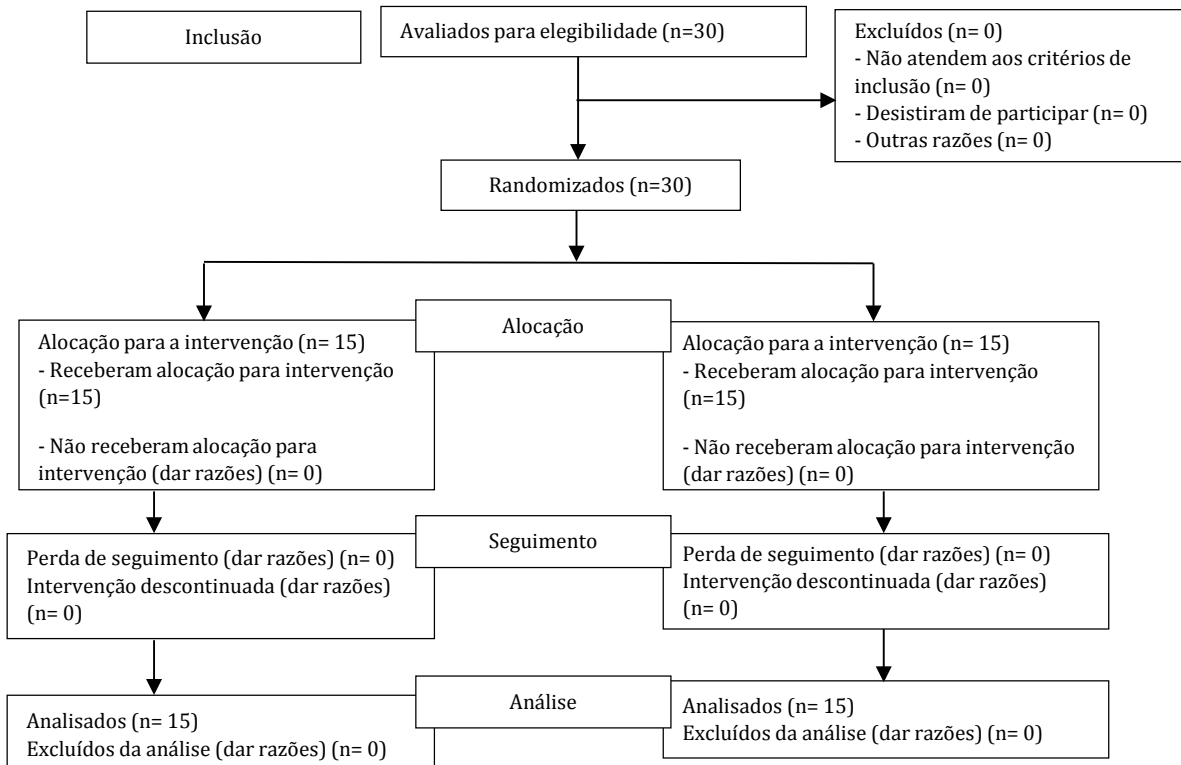 Inclusão
Avaliados para elegibilidade (n=30)
Excluídos (n= 0)
- Não atendem aos critérios de
inclusão (n= 0)
- Desistiram de participar (n= 0)
- Outras razões (n= 0)
Randomizados (n=30)
Alocação
Alocação para a intervenção (n= 15)
- Receberam alocação para intervenção
(n=15)
- Não receberam alocação para
intervenção (dar razões) (n= 0)
Alocação para a intervenção (n= 15)
- Receberam alocação para intervenção
(n=15)
- Não receberam alocação para intervenção
(dar razões) (n= 0)
Seguimento
Perda de seguimento (dar razões) (n= 0)
Intervenção descontinuada (dar razões)
(n= 0)
Perda de seguimento (dar razões) (n= 0)
Intervenção descontinuada (dar razões)
(n= 0)
Análise
Analisados (n= 15)
Excluídos da análise (dar razões) (n= 0)
Analisados (n= 15)
Excluídos da análise (dar razões) (n= 0)